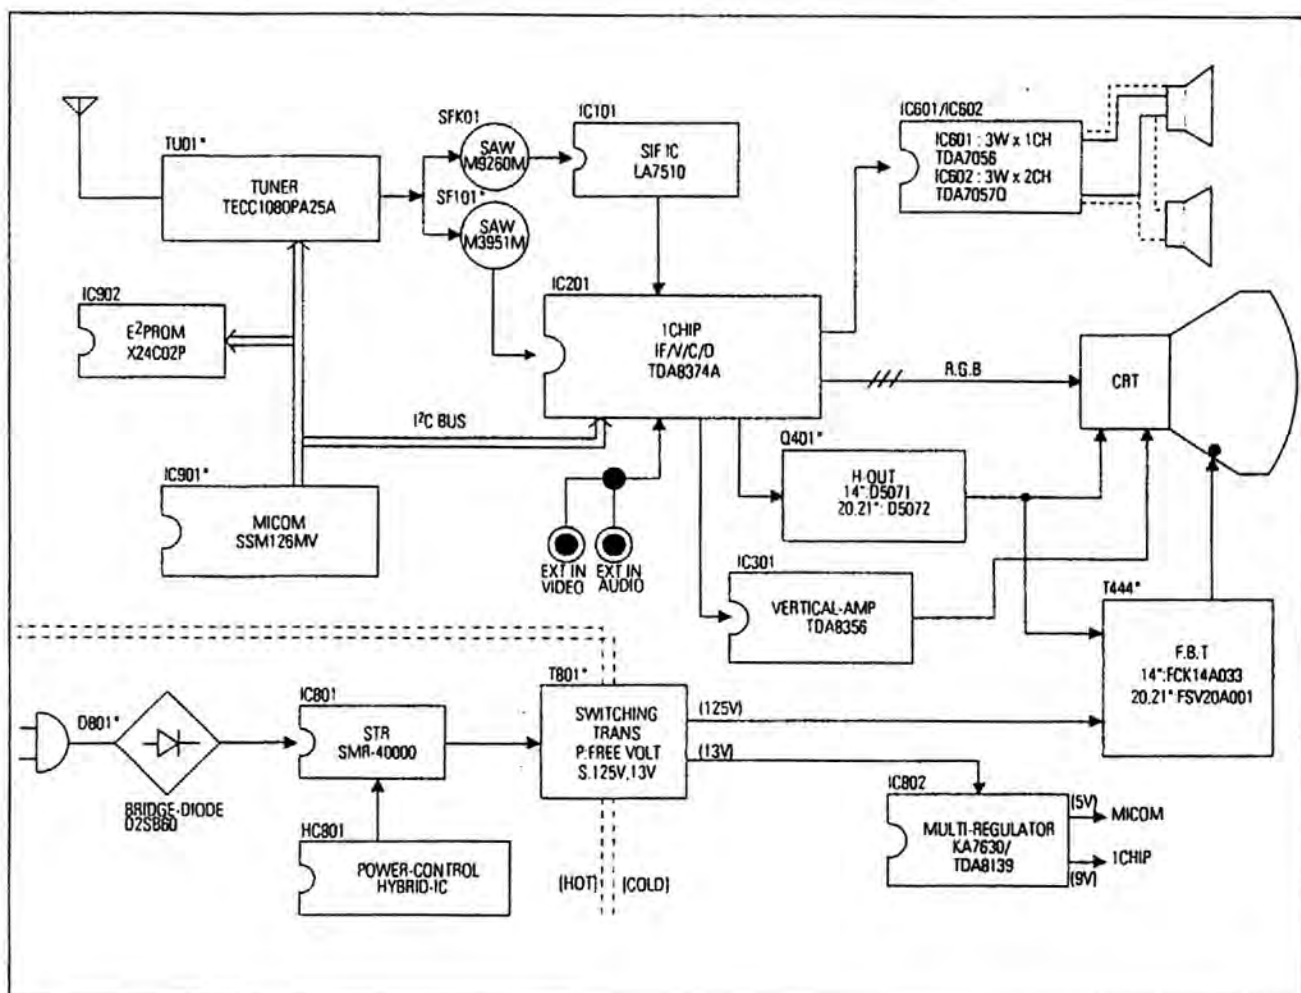 TU01*
TUNER
TECC1080PA25A
SFK01
SAW
M9260M
SF101*
SAW
M3951M
IC101
SIF IC
LA7510
IC601/IC602
IC601 : 3W x 1CH
TDA7056
IC602 : 3W x 2CH
TDA7057Q
IC902
E²PROM
X24C02P
IC201
1CHIP
IF/V/C/D
TDA8374A
R.G.B
CRT
I²C BUS
IC901*
MICOM
SSM126MV
EXT IN
VIDEO
EXT IN
AUDIO
Q401*
H-OUT
14":D5071
20.21": D5072
IC301
VERTICAL-AMP
TDA8356
T444*
F.B.T
14":FCK14A033
20,21":FSV20A001
D801*
BRIDGE-DIODE
D2SB60
IC801
STR
SMR-40000
HC801
POWER-CONTROL
HYBRID-IC
T801*
SWITCHING
TRANS
P:FREE VOLT
S.125V,13V
(125V)
(13V)
[HOT]
[COLD]
IC802
MULTI-REGULATOR
KA7630/
TDA8139
(5V)
MICOM
1CHIP
(9V)